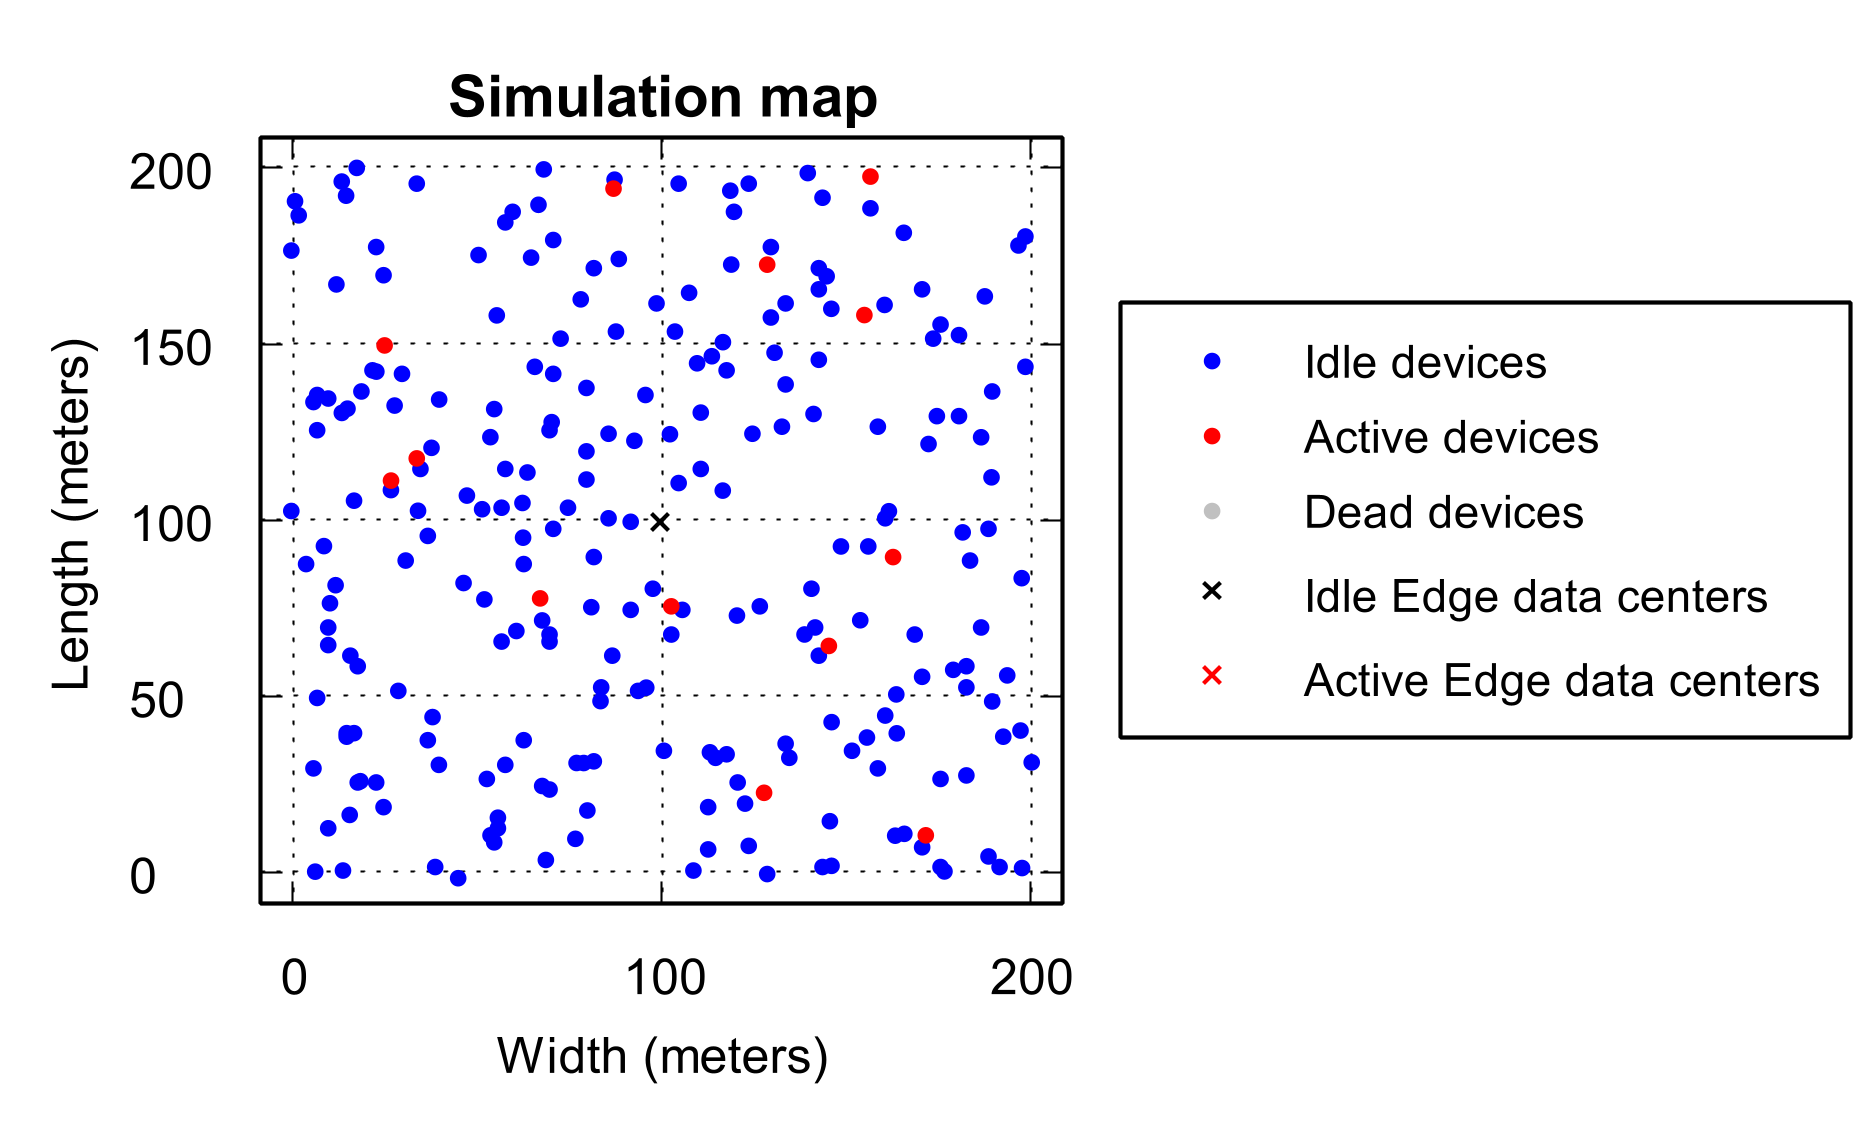 Simulation map
200
150
100
50
0
Length (meters)
0 100 200
Width (meters)
Idle devices
Active devices
Dead devices
Idle Edge data centers
Active Edge data centers